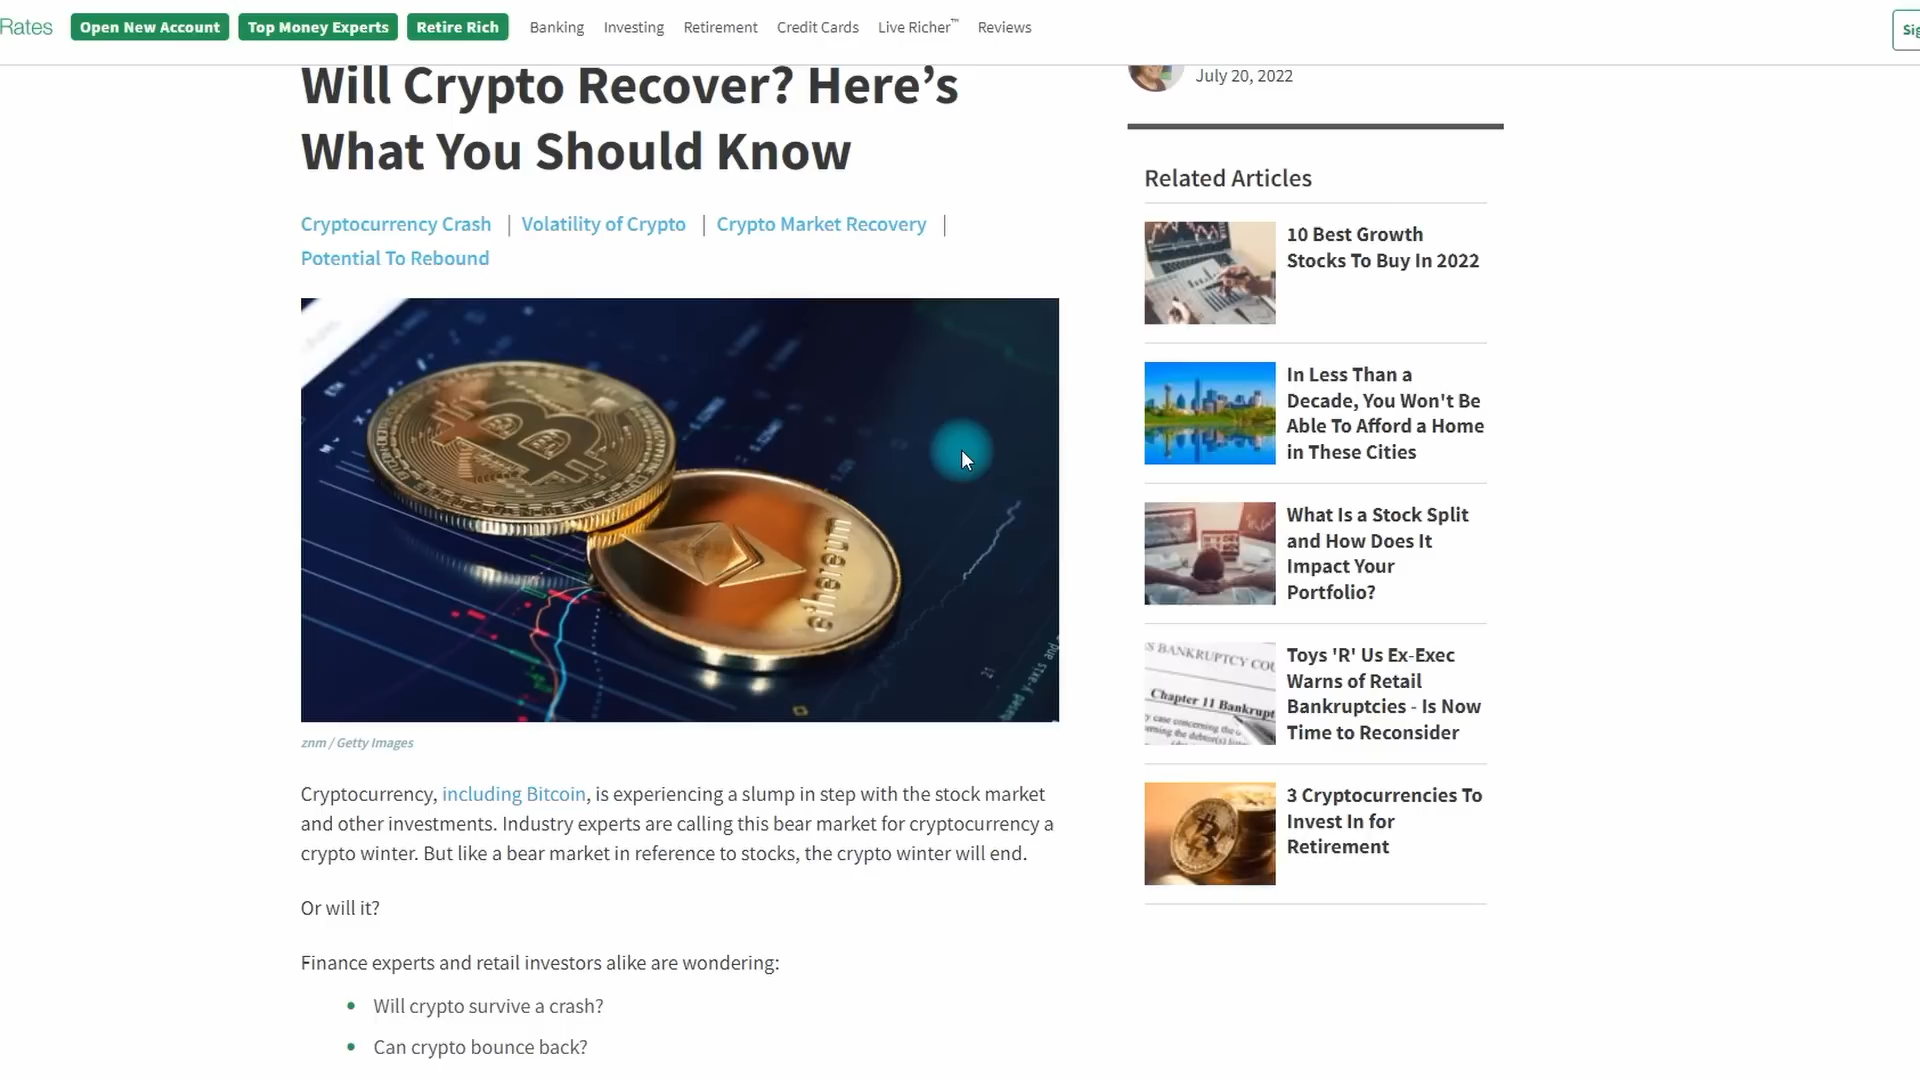 Rates
Open New Account
Top Money Experts
Retire Rich
Banking
Investing
Retirement
Credit Cards
Live Richer™
Reviews
Will Crypto Recover? Here’s
What You Should Know
Cryptocurrency Crash | Volatility of Crypto | Crypto Market Recovery |
Potential To Rebound
ethereum
znm / Getty Images
Cryptocurrency, including Bitcoin, is experiencing a slump in step with the stock market
and other investments. Industry experts are calling this bear market for cryptocurrency a
crypto winter. But like a bear market in reference to stocks, the crypto winter will end.
Or will it?
Finance experts and retail investors alike are wondering:
• Will crypto survive a crash?
• Can crypto bounce back?
July 20, 2022
Related Articles
10 Best Growth
Stocks To Buy In 2022
In Less Than a
Decade, You Won't Be
Able To Afford a Home
in These Cities
What Is a Stock Split
and How Does It
Impact Your
Portfolio?
Chapter 11 Bankrupt
Toys 'R' Us Ex-Exec
Warns of Retail
Bankruptcies - Is Now
Time to Reconsider
3 Cryptocurrencies To
Invest In for
Retirement